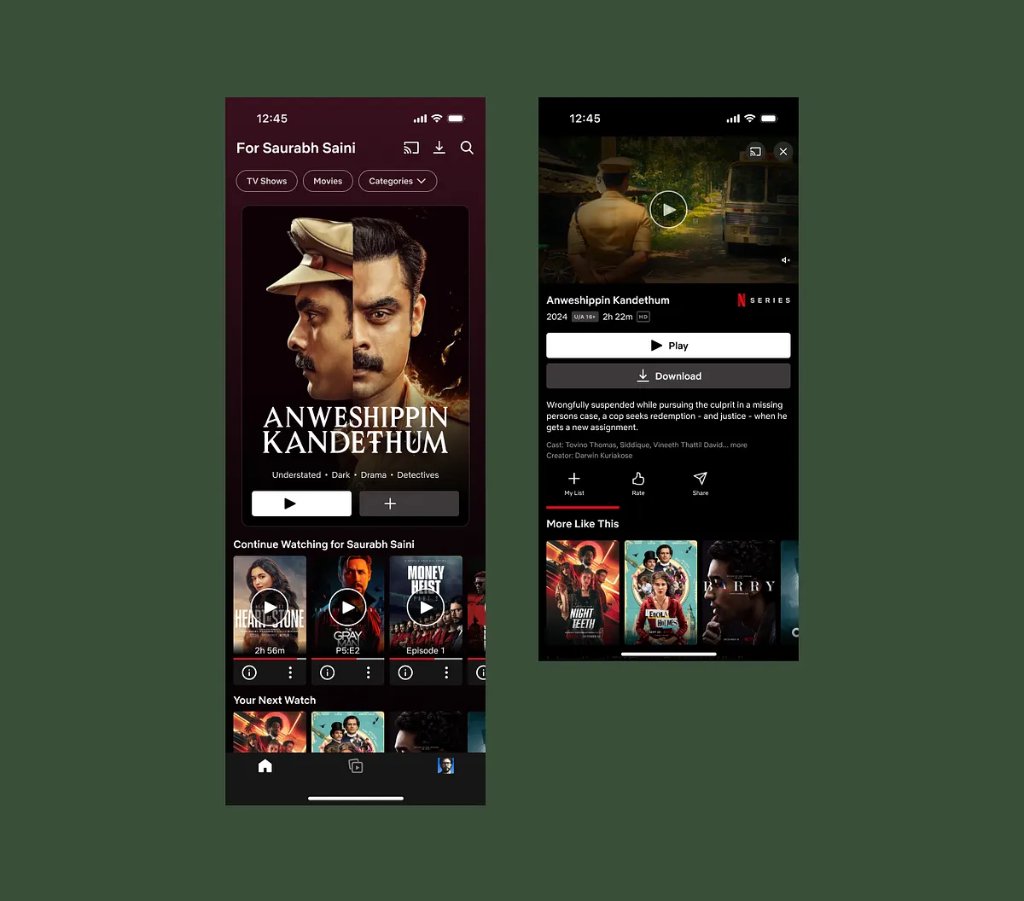 12:45
For Saurabh Saini
TV Shows
Movies
Categories
ANWESHIPPIN
KANDETHUM
Understated • Dark • Drama • Detectives
Continue Watching for Saurabh Saini
HEART STONE
2h 56m
THE
GRAY
MAN
P5:E2
MONEY
HEIST
Episode 1
Your Next Watch
12:45
Anweshippin Kandethum
N SERIES
2024 U/A 16+ 2h 22m HD
Play
Download
Wrongfully suspended while pursuing the culprit in a missing
persons case, a cop seeks redemption - and justice - when he
gets a new assignment.
Cast: Tovino Thomas, Siddique, Vineeth Thattil David... more
Creator: Darwin Kuriakose
My List
Rate
Share
More Like This
NIGHT
TEETH
ENOLA
HOLMES
BARRY